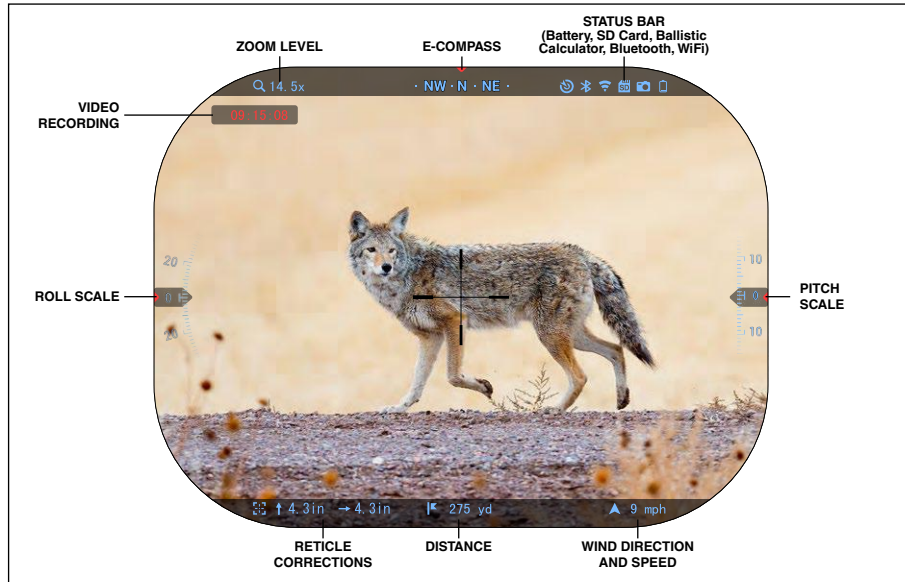 STATUS BAR
(Battery, SD Card, Ballistic
Calculator, Bluetooth, WiFi)
ZOOM LEVEL
E-COMPASS
14.5x
· NW · N · NE ·
SD
VIDEO
RECORDING
09:15:08
20
10
ROLL SCALE
0
0
PITCH
SCALE
20
10
↑ 4.3in → 4.3in
275 yd
9 mph
RETICLE
CORRECTIONS
DISTANCE
WIND DIRECTION
AND SPEED